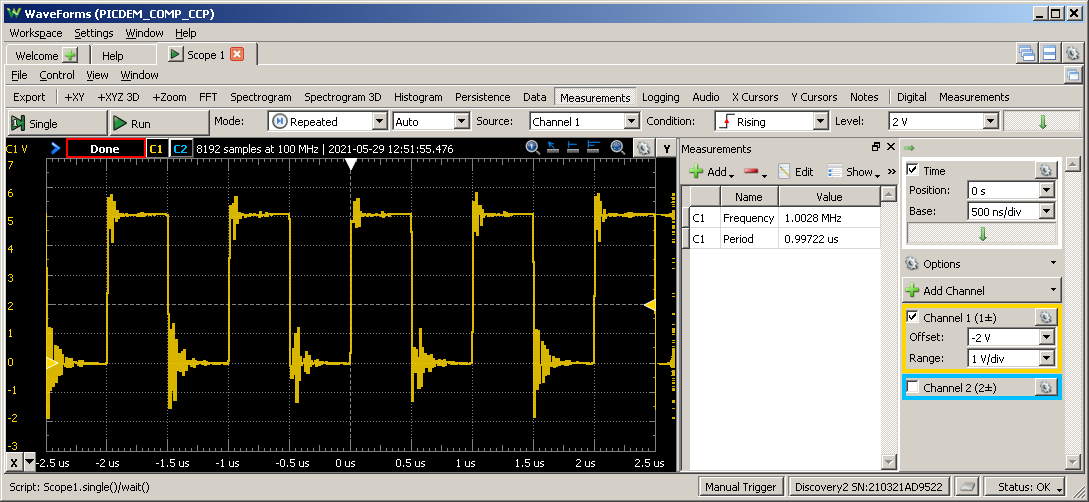 WaveForms (PICDEM_COMP_CCP)
Workspace Settings Window Help
Welcome Help Scope 1
File Control View Window
Export +XY +XYZ 3D +Zoom FFT Spectrogram Spectrogram 3D Histogram Persistence Data Measurements Logging Audio X Cursors Y Cursors Notes Digital Measurements
Single Run Mode: Repeated Auto Source: Channel 1 Condition: Rising Level: 2 V
C1 V Done C1 C2 8192 samples at 100 MHz | 2021-05-29 12:51:55.476 Y
7
6
5
4
3
2
1
0
-1
-2
-3
X -2.5 us -2 us -1.5 us -1 us -0.5 us 0 us 0.5 us 1 us 1.5 us 2 us 2.5 us
Measurements
Add Edit Show »
Name Value
C1 Frequency 1.0028 MHz
C1 Period 0.99722 us
Time
Position: 0 s
Base: 500 ns/div
Options
Add Channel
Channel 1 (1±)
Offset: -2 V
Range: 1 V/div
Channel 2 (2±)
Script: Scope1.single()/wait() Manual Trigger Discovery2 SN:210321AD9522 Status: OK